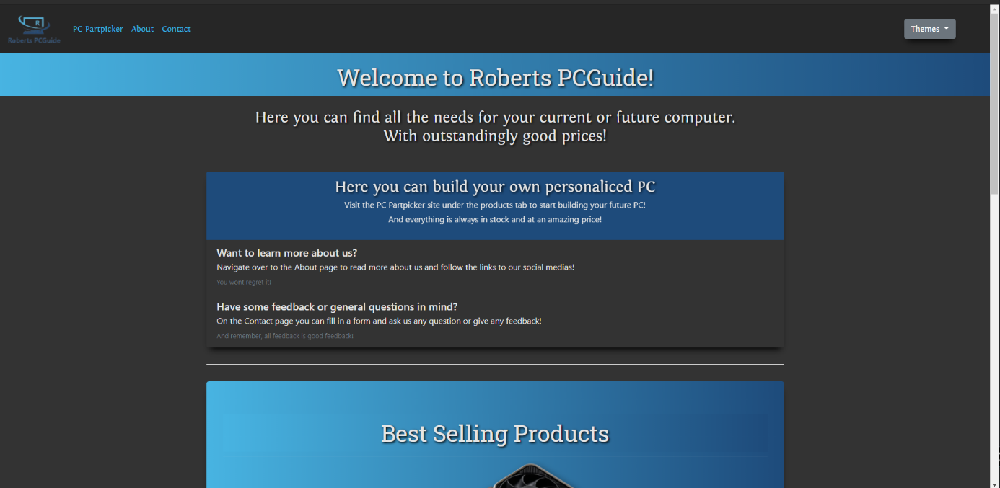 R
Roberts PCGuide
PC Partpicker
About
Contact
Themes
Welcome to Roberts PCGuide!
Here you can find all the needs for your current or future computer.
With outstandingly good prices!
Here you can build your own personaliced PC
Visit the PC Partpicker site under the products tab to start building your future PC!
And everything is always in stock and at an amazing price!
Want to learn more about us?
Navigate over to the About page to read more about us and follow the links to our social medias!
You wont regret it!
Have some feedback or general questions in mind?
On the Contact page you can fill in a form and ask us any question or give any feedback!
And remember, all feedback is good feedback!
Best Selling Products